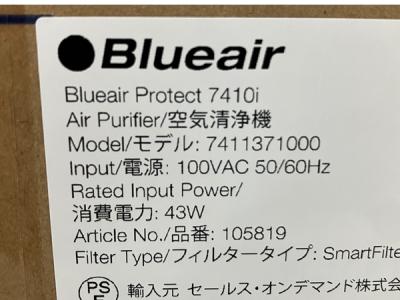 Blueair
Blueair Protect 7410i
Air Purifier/空気清浄機
Model/モデル: 7411371000
Input/電源: 100VAC 50/60Hz
Rated Input Power/
消費電力: 43W
Article No./品番: 105819
Filter Type/フィルタータイプ: SmartFilte
PS
E
輸入元 セールス・オンデマンド株式会